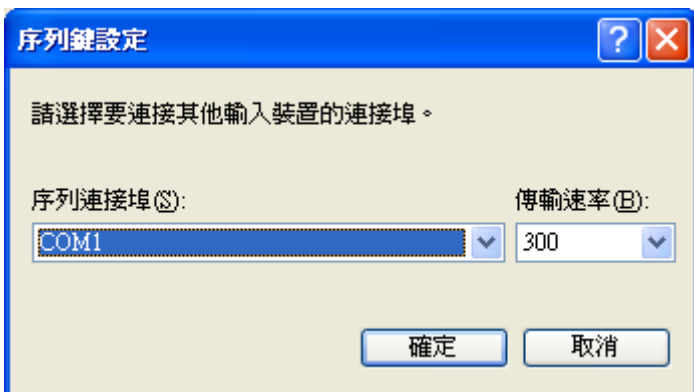 序列鍵設定
請選擇要連接其他輸入裝置的連接埠。
序列連接埠(S): 傳輸速率(B):
COM1 300
確定 取消